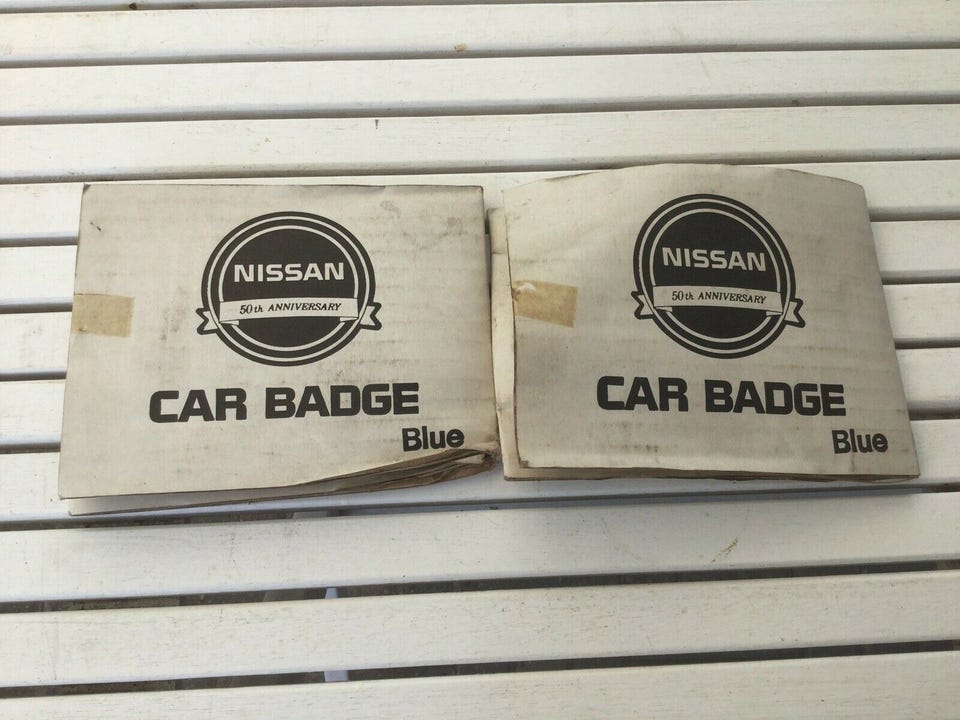 NISSAN
50th ANNIVERSARY
CAR BADGE
Blue
NISSAN
50th ANNIVERSARY
CAR BADGE
Blue